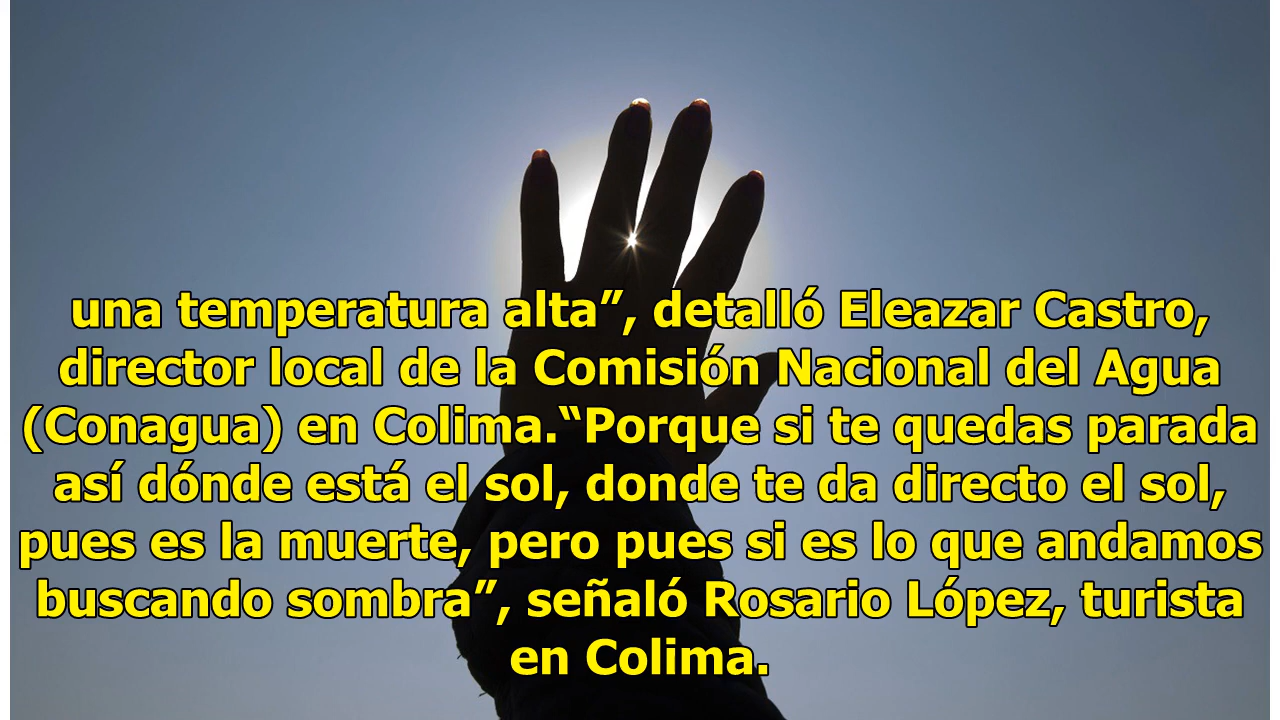 una temperatura alta”, detalló Eleazar Castro,
director local de la Comisión Nacional del Agua
(Conagua) en Colima.“Porque si te quedas parada
así dónde está el sol, donde te da directo el sol,
pues es la muerte, pero pues si es lo que andamos
buscando sombra”, señaló Rosario López, turista
en Colima.